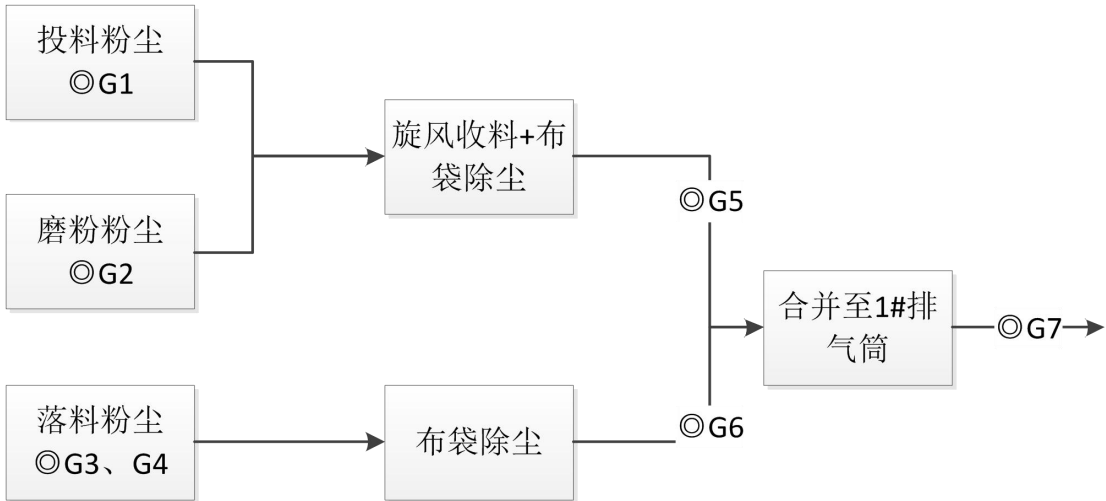 投料粉尘
◎G1
旋风收料+布
袋除尘
◎G5
磨粉粉尘
◎G2
合并至1#排
气筒
◎G7
落料粉尘
◎G3、G4
布袋除尘
◎G6